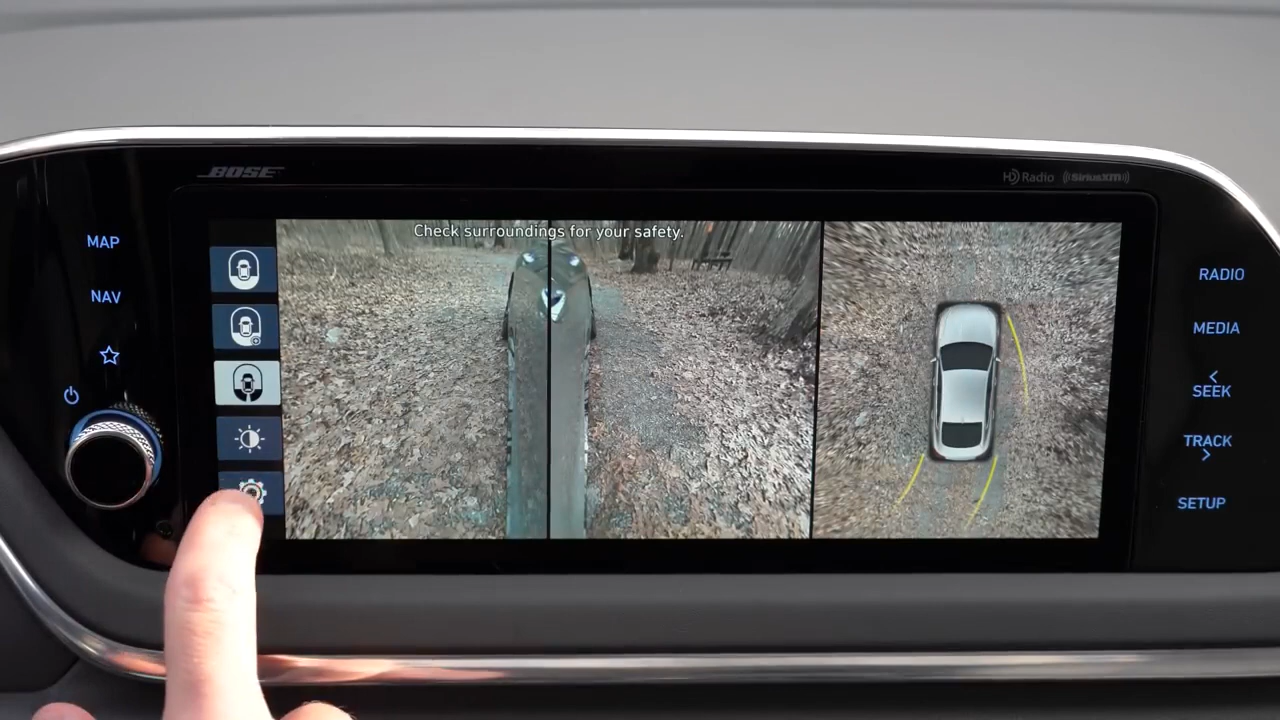 BOSE
HD Radio
SiriusXM
MAP
NAV
Check surroundings for your safety.
RADIO
MEDIA
<
SEEK
TRACK
>
SETUP